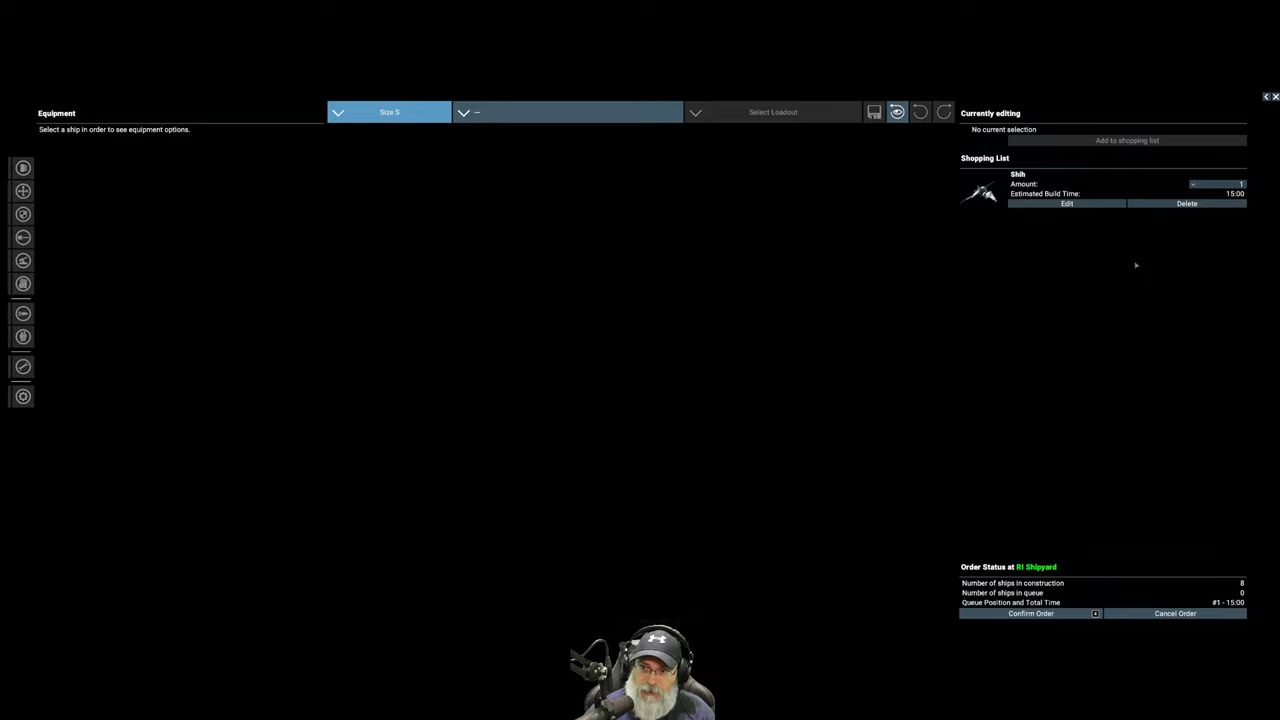 Equipment
Select a ship in order to see equipment options.
Size S
—
Select Loadout
Currently editing
No current selection
Add to shopping list
Shopping List
Shih
Amount: 1
Estimated Build Time: 15:00
Edit Delete
Order Status at RI Shipyard
Number of ships in construction 8
Number of ships in queue 0
Queue Position and Total Time #1 - 15:00
Confirm Order
Cancel Order